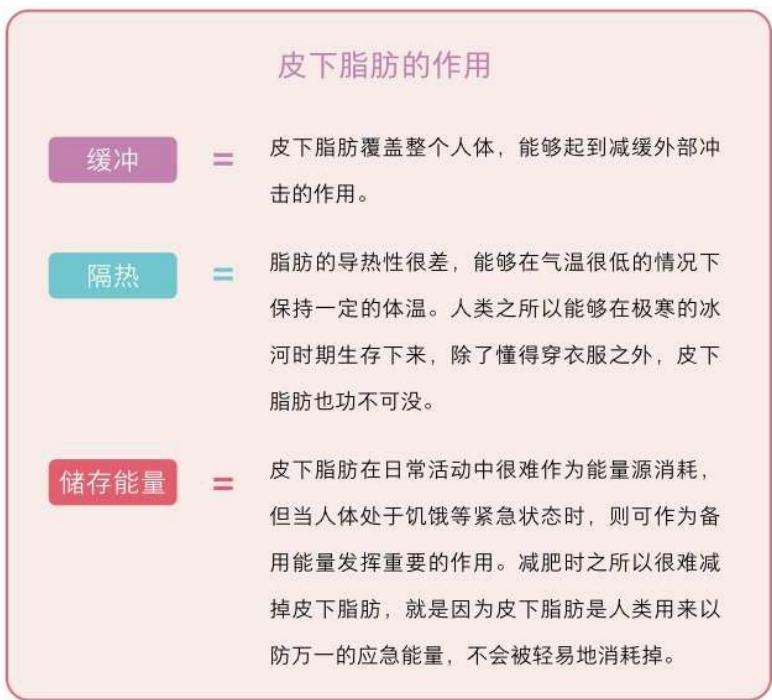 皮下脂肪的作用
缓冲 = 皮下脂肪覆盖整个人体，能够起到减缓外部冲
击的作用。
隔热 = 脂肪的导热性很差，能够在气温很低的情况下
保持一定的体温。人类之所以能够在极寒的冰
河时期生存下来，除了懂得穿衣服之外，皮下
脂肪也功不可没。
储存能量 = 皮下脂肪在日常活动中很难作为能量源消耗，
但当人体处于饥饿等紧急状态时，则可作为备
用能量发挥重要的作用。减肥时之所以很难减
掉皮下脂肪，就是因为皮下脂肪是人类用来以
防万一的应急能量，不会被轻易地消耗掉。